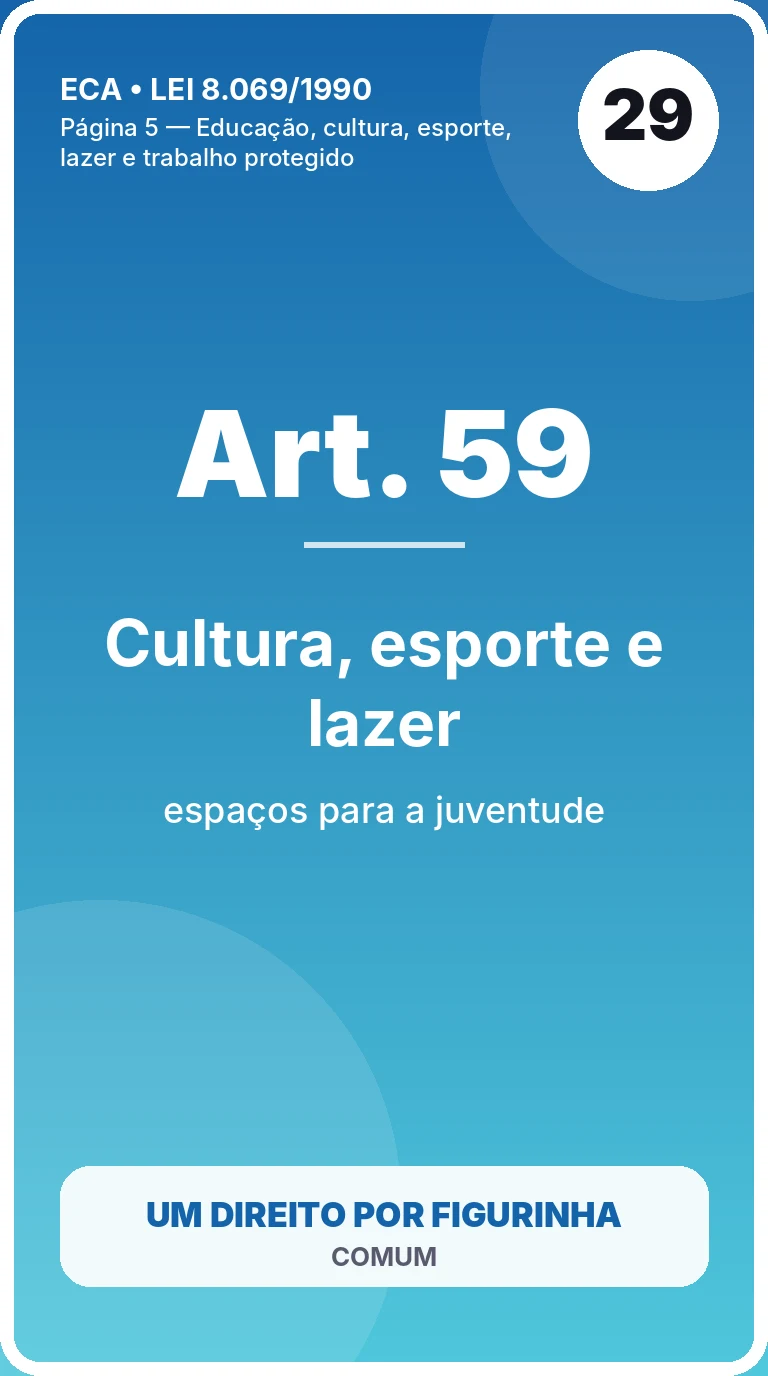 ECA • LEI 8.069/1990
Página 5 — Educação, cultura, esporte,
lazer e trabalho protegido
29
Art. 59
Cultura, esporte e
lazer
espaços para a juventude
UM DIREITO POR FIGURINHA
COMUM